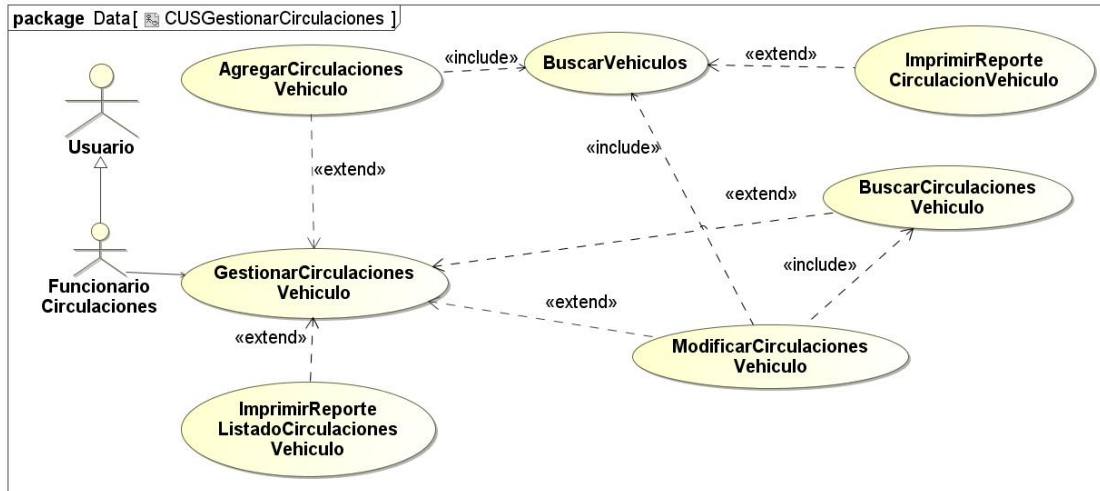 package Data[ CUSGestionarCirculaciones ]
Usuario
Funcionario
Circulaciones
AgregarCirculaciones
Vehiculo
«include»
BuscarVehiculos
«extend»
ImprimirReporte
CirculacionVehiculo
«extend»
«include»
«extend»
BuscarCirculaciones
Vehiculo
GestionarCirculaciones
Vehiculo
«include»
«extend»
«extend»
ModificarCirculaciones
Vehiculo
ImprimirReporte
ListadoCirculaciones
Vehiculo